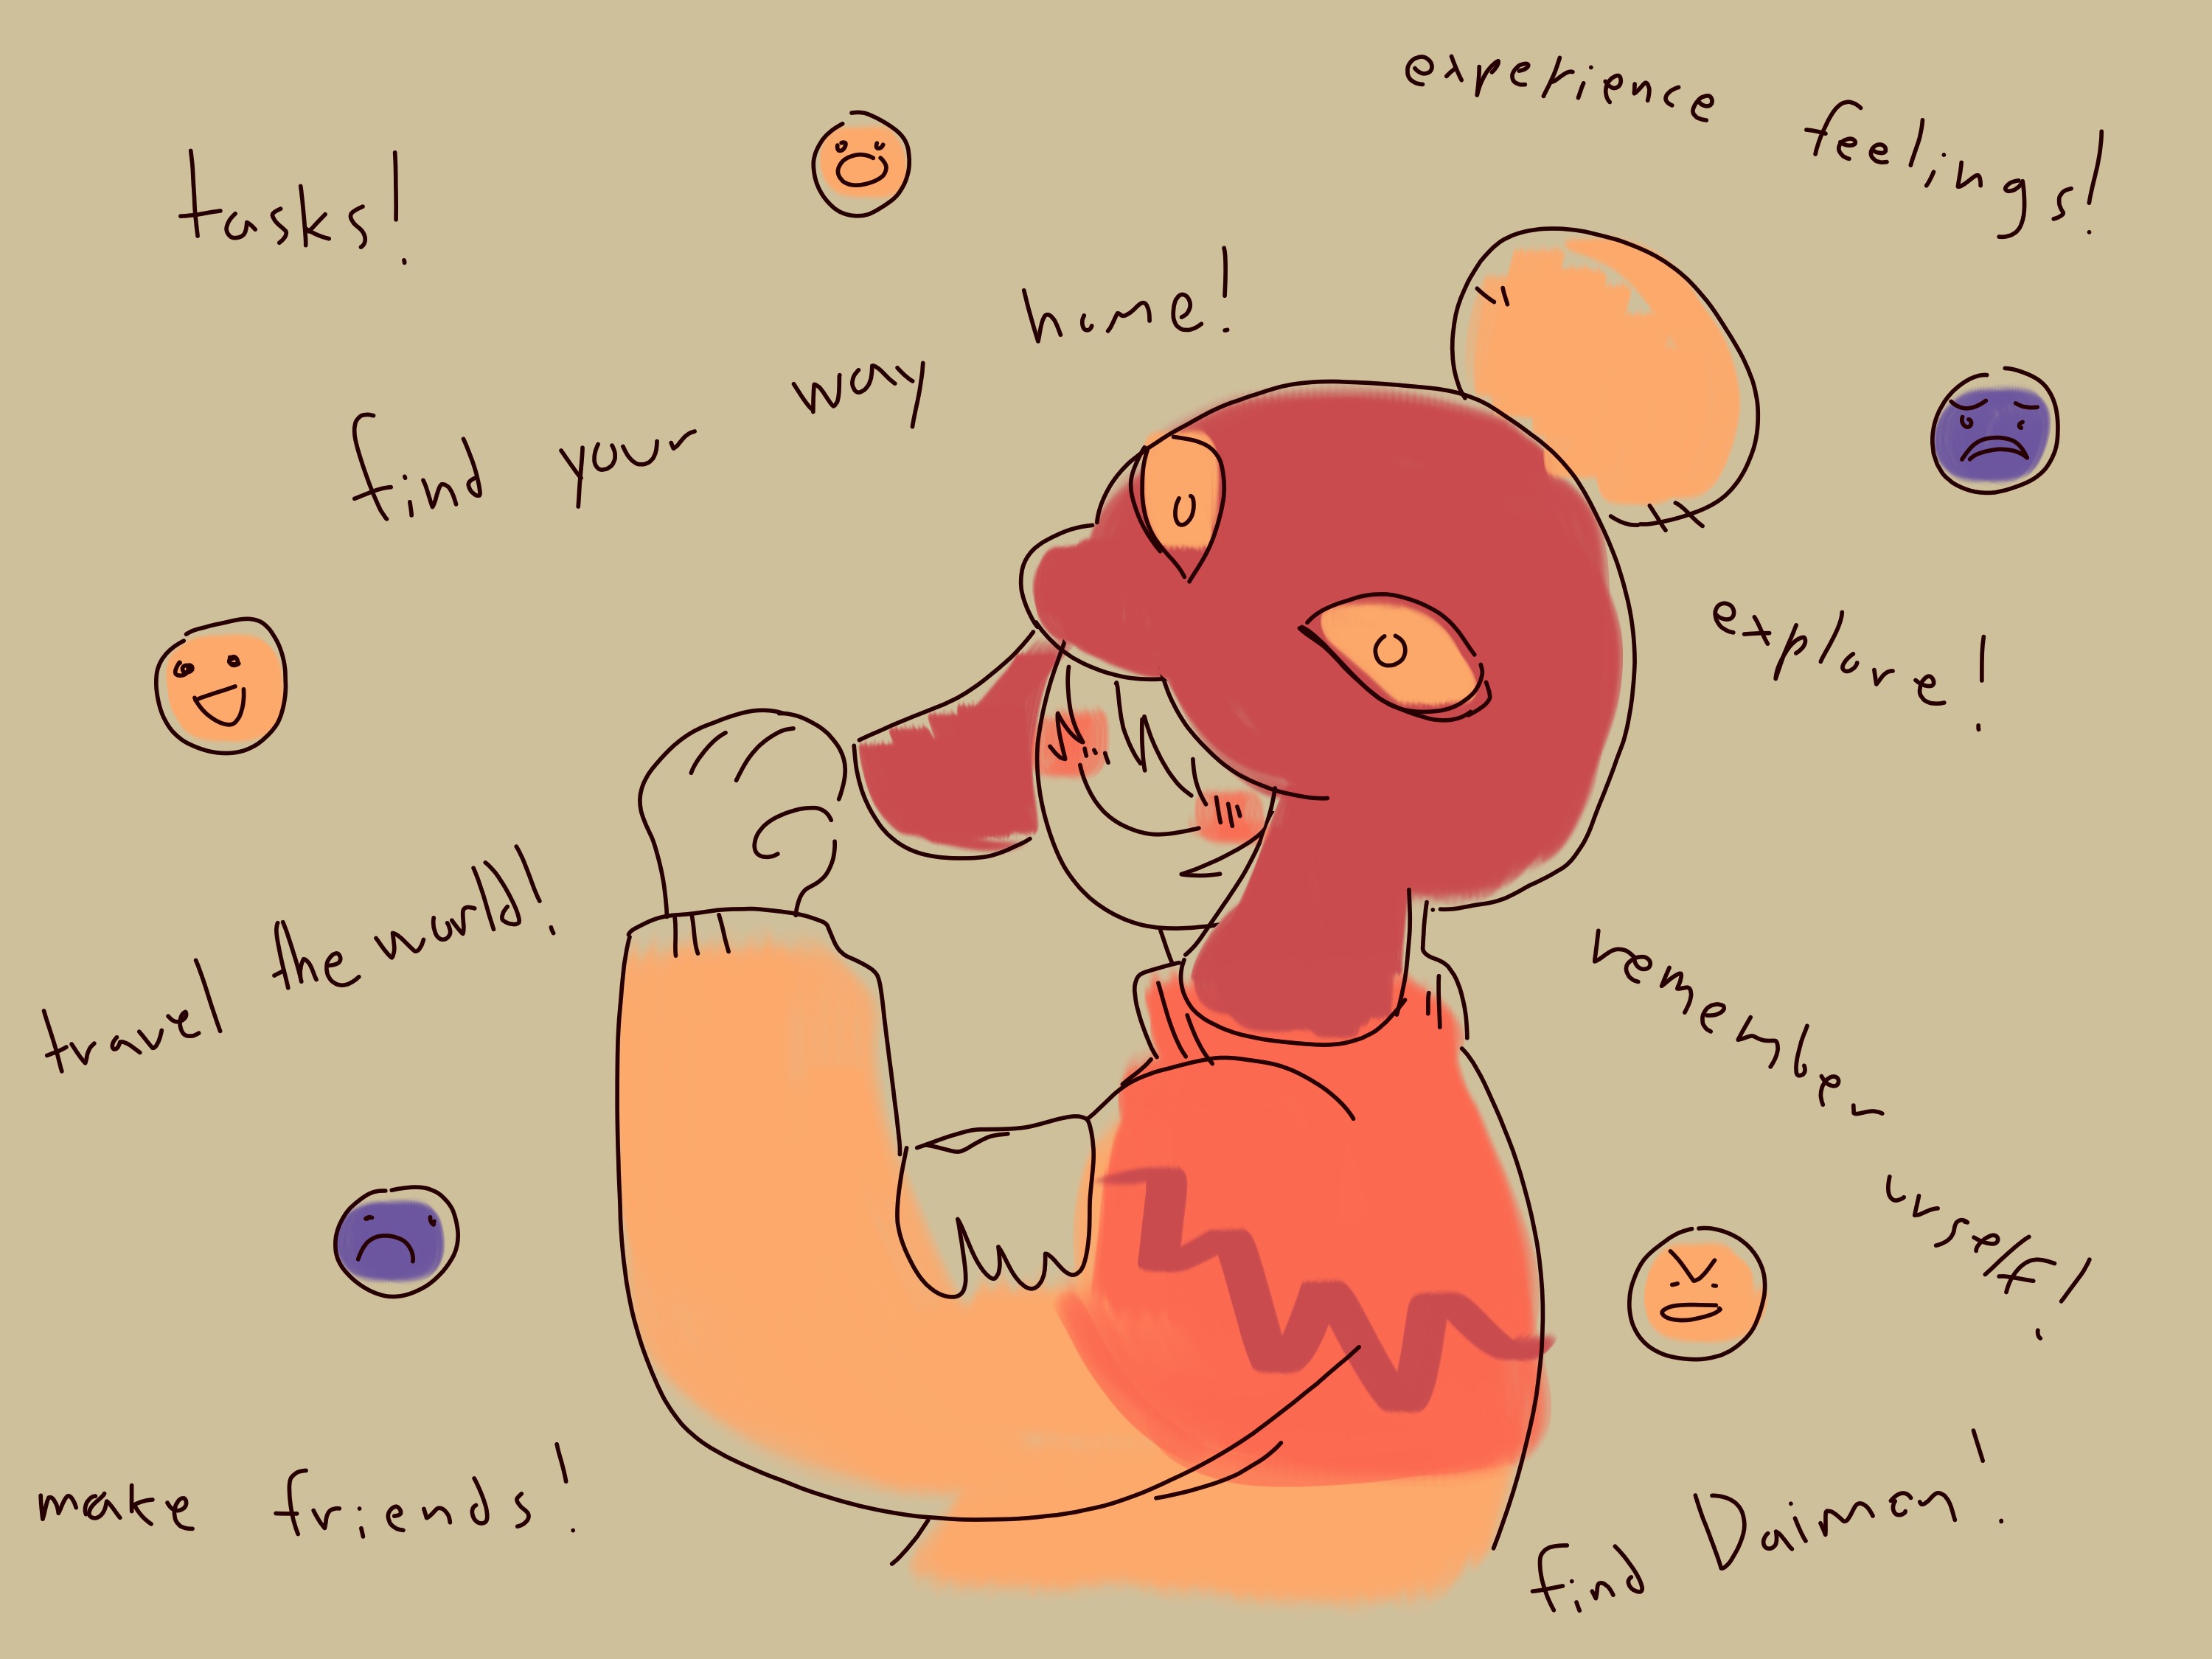 experience feelings!
tasks!
find your way home!
explore!
travel the world!
remember urself!
make friends!
find Daimon!